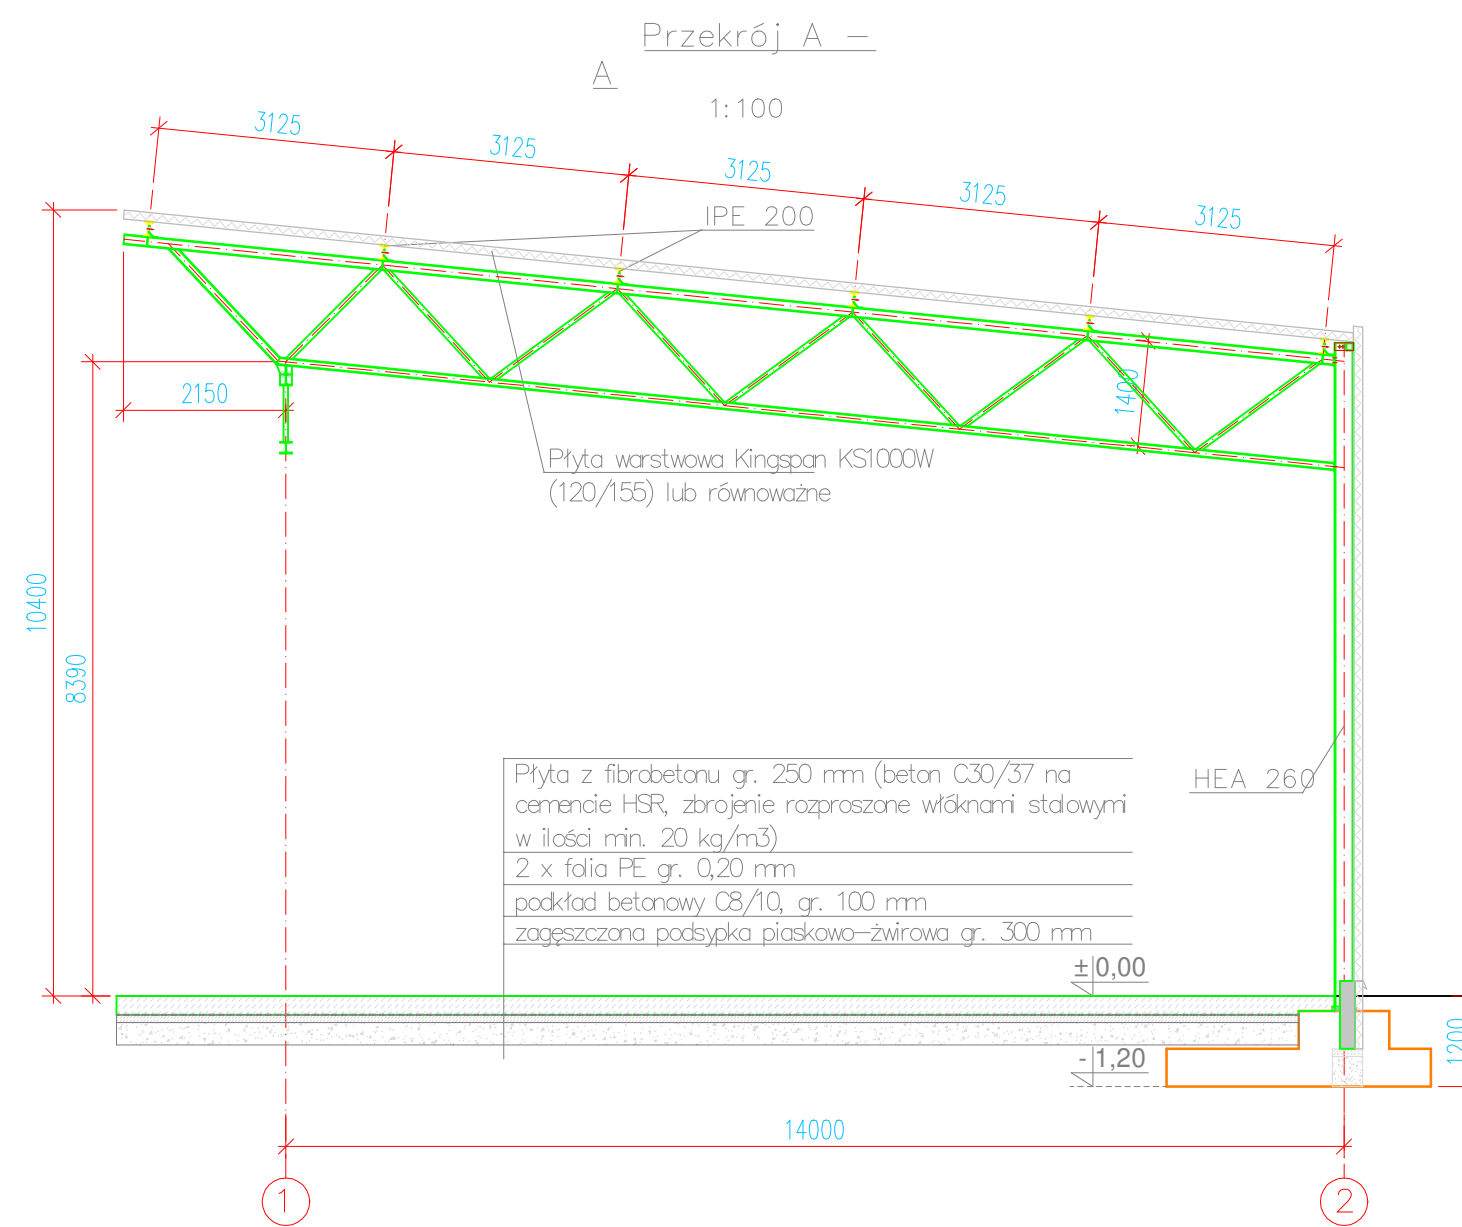 Przekrój A –
A
1:100
3125
3125
3125
3125
3125
IPE 200
2150
1400
Płyta warstwowa Kingspan KS1000W
(120/155) lub równoważne
10400
8390
HEA 260
Płyta z fibrobetonu gr. 250 mm (beton C30/37 na
cemencie HSR, zbrojenie rozproszone włóknami stalowymi
w ilości min. 20 kg/m3)
2 x folia PE gr. 0,20 mm
podkład betonowy C8/10, gr. 100 mm
zagęszczona podsypka piaskowo–żwirowa gr. 300 mm
±0,00
-1,20
1200
14000
1
2